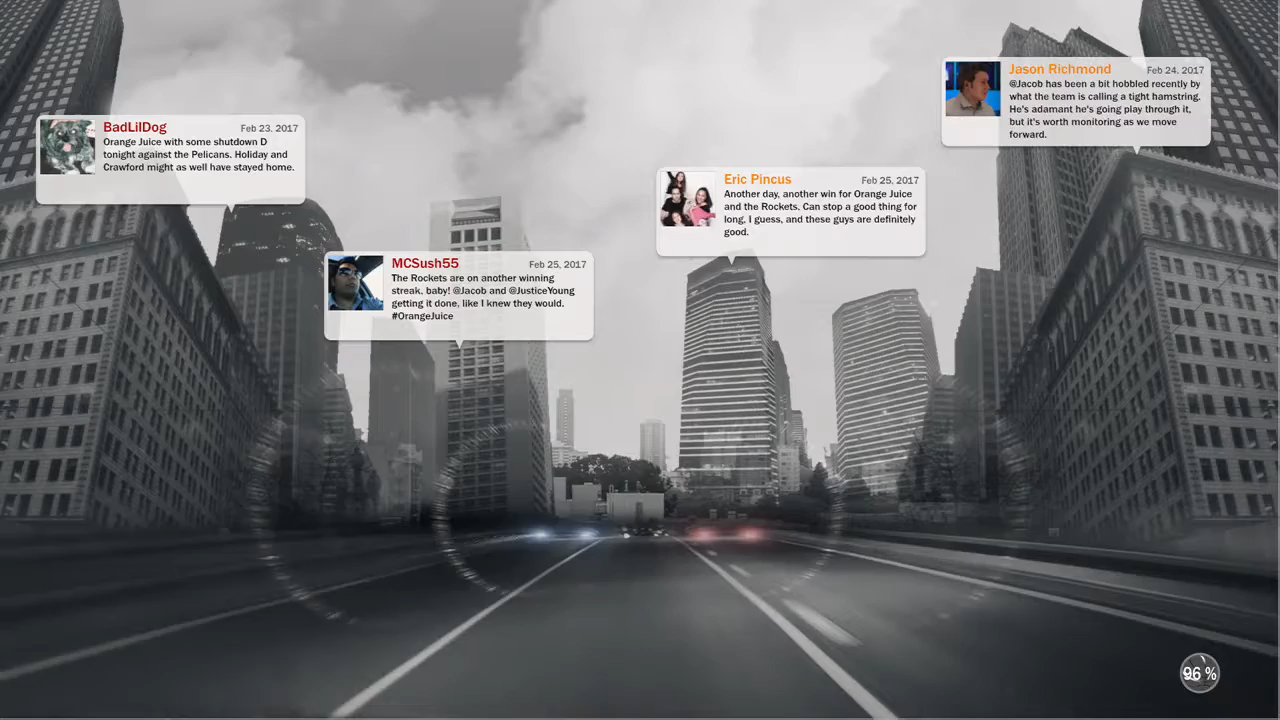 BadLilDog
Feb 23, 2017
Orange Juice with some shutdown D
tonight against the Pelicans. Holiday and
Crawford might as well have stayed home.
MCSush55
Feb 25, 2017
The Rockets are on another winning
streak, baby! @Jacob and @JusticeYoung
getting it done, like I knew they would.
#OrangeJuice
Eric Pincus
Feb 25, 2017
Another day, another win for Orange Juice
and the Rockets. Can stop a good thing for
long, I guess, and these guys are definitely
good.
Jason Richmond
Feb 24, 2017
@Jacob has been a bit hobbled recently by
what the team is calling a tight hamstring.
He's adamant he's going play through it,
but it's worth monitoring as we move
forward.
96 %